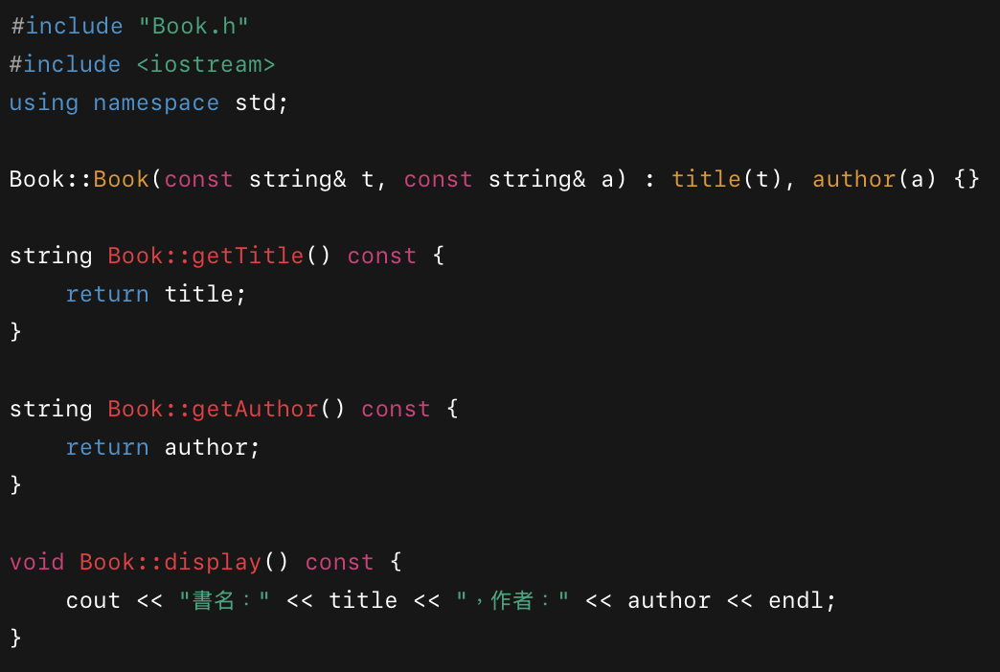 #include "Book.h"
#include <iostream>
using namespace std;

Book::Book(const string& t, const string& a) : title(t), author(a) {}

string Book::getTitle() const {
    return title;
}

string Book::getAuthor() const {
    return author;
}

void Book::display() const {
    cout << "書名：" << title << "，作者：" << author << endl;
}